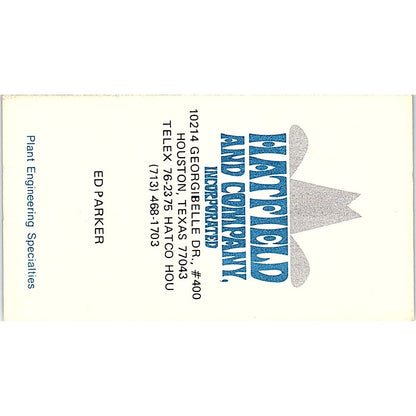 HATFIELD
AND COMPANY,
INCORPORATED
10214 GEORGIBELLE DR., #400
HOUSTON, TEXAS 77043
TELEX 76-2375 HATCO HOU
(713) 468-1703
ED PARKER
Plant Engineering Specialties